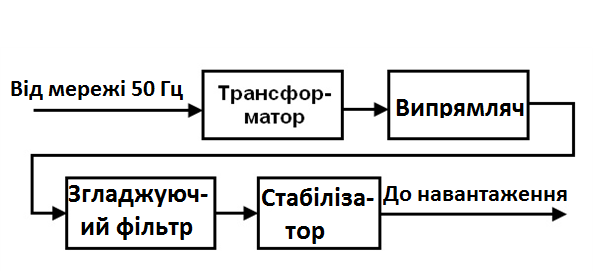 Від мережі 50 Гц
Трансфор-
матор
Випрямляч
Згладжуюч-
ий фільтр
Стабіліза-
тор
До навантаження